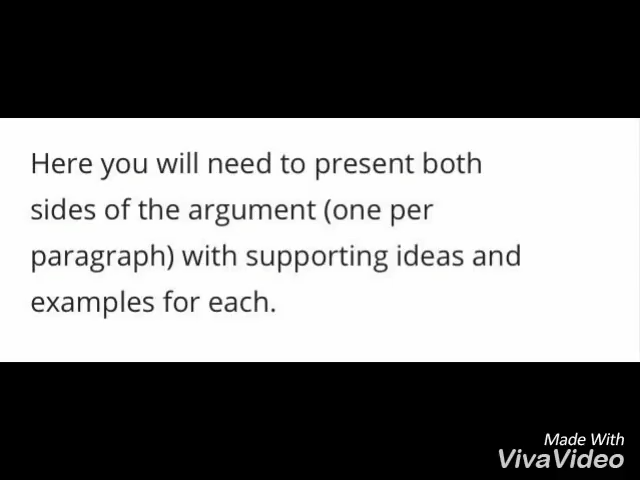 Here you will need to present both
sides of the argument (one per
paragraph) with supporting ideas and
examples for each.
Made With
VivaVideo